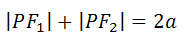 |PF₁| + |PF₂| = 2a